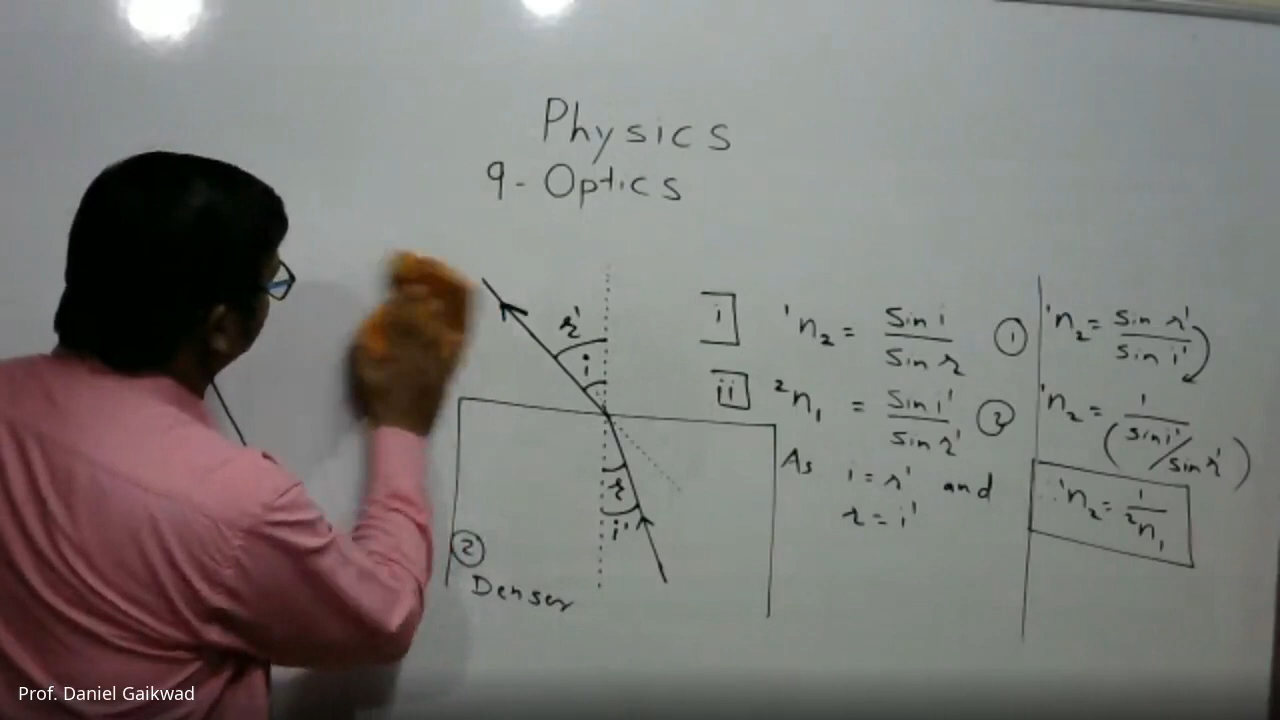 Physics
9 - Optics
r'
i
r
i'
②
Denser
i] ¹n₂ = Sin i / Sin r ①
ii] ²n₁ = Sin i' / Sin r' ②
As i = r' and
r = i'
¹n₂ = Sin r' / Sin i'
¹n₂ = 1 / (Sin i' / Sin r')
∴ ¹n₂ = 1 / ²n₁
Prof. Daniel Gaikwad